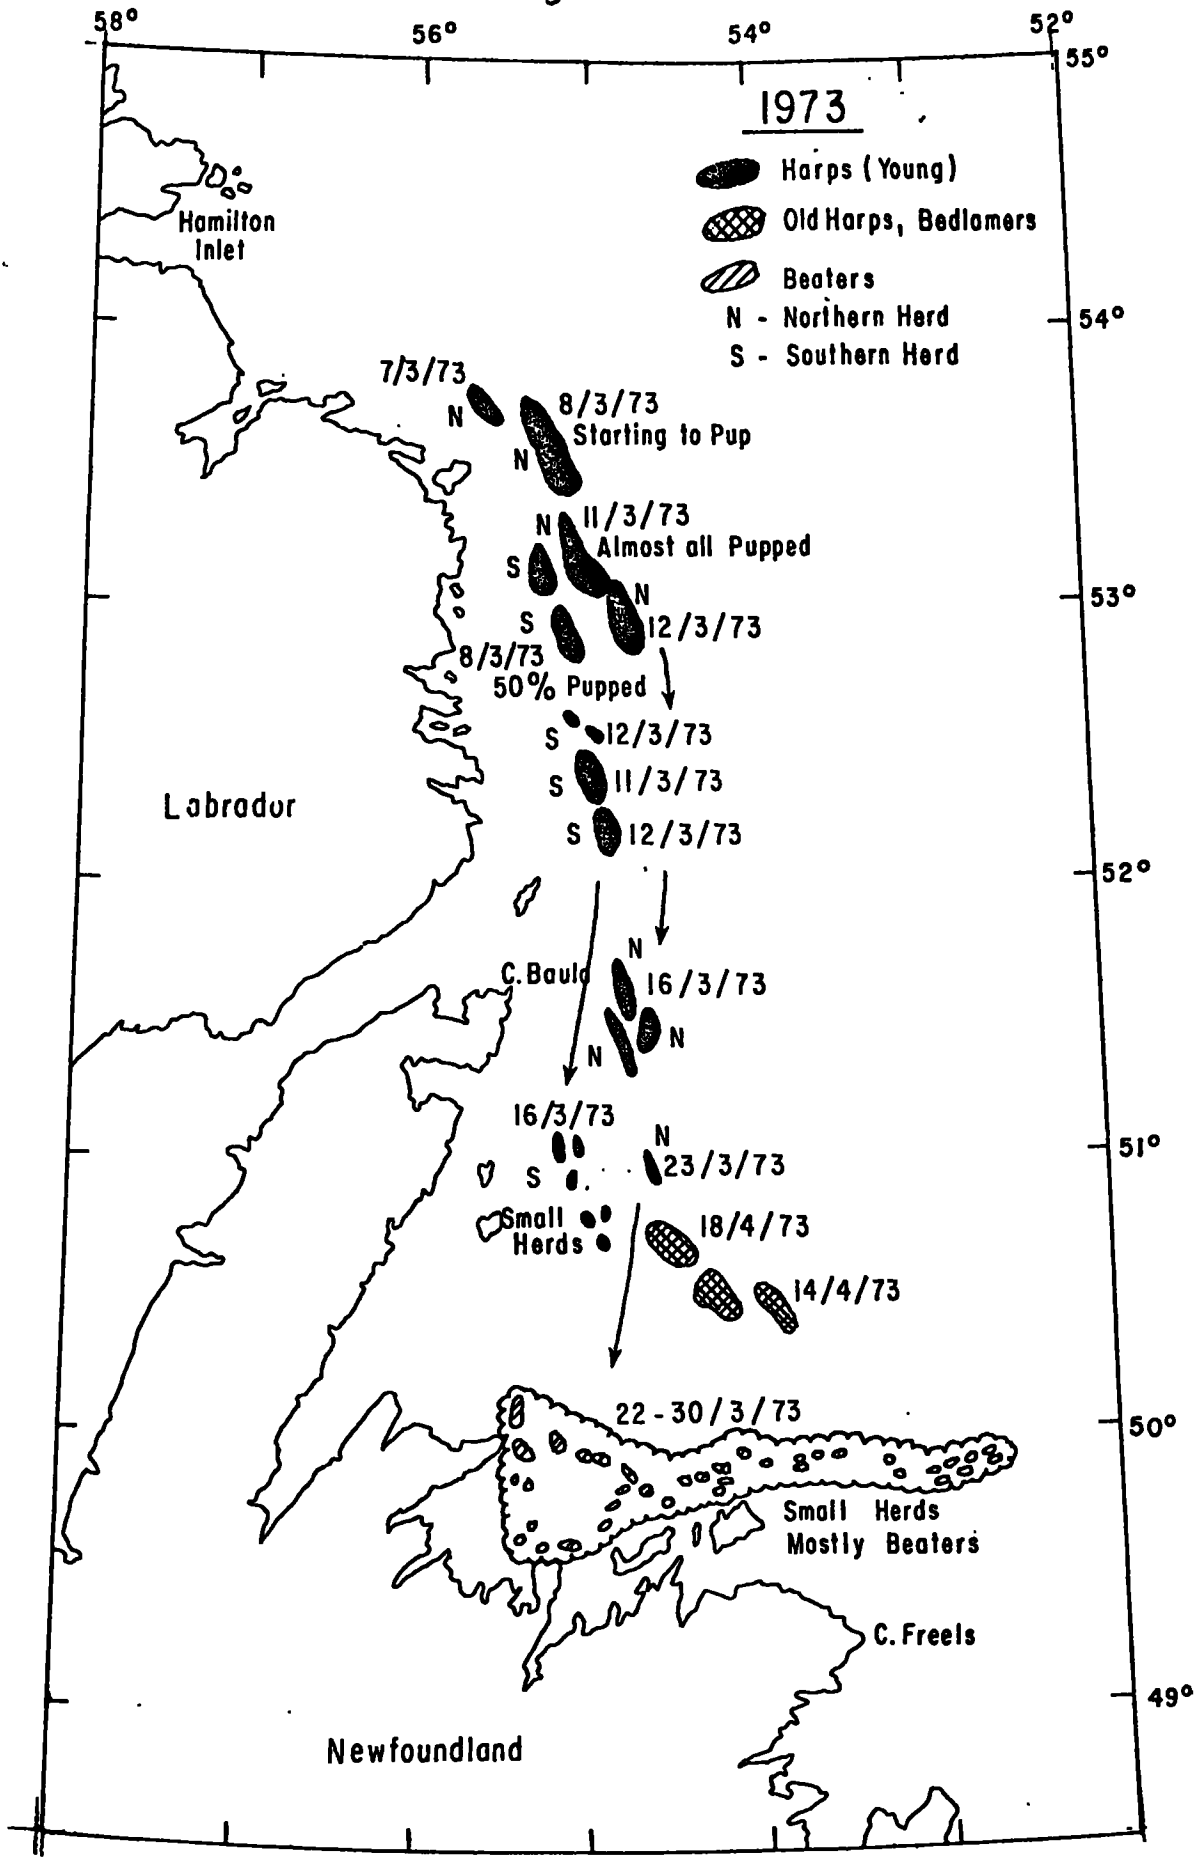 58° 56° 54° 52°
55°
1973
Harps (Young)
Old Harps, Bedlamers
Beaters
N - Northern Herd
S - Southern Herd
Hamilton
Inlet
54°
7/3/73
N
8/3/73
Starting to Pup
N
N
11/3/73
Almost all Pupped
S
N
53°
S
12/3/73
8/3/73
50% Pupped
S
12/3/73
S
11/3/73
Labrador
S
12/3/73
52°
N
C. Bauld
16/3/73
N
N
16/3/73
N
51°
S
23/3/73
Small
Herds
18/4/73
14/4/73
22-30/3/73
50°
Small Herds
Mostly Beaters
C. Freels
49°
Newfoundland